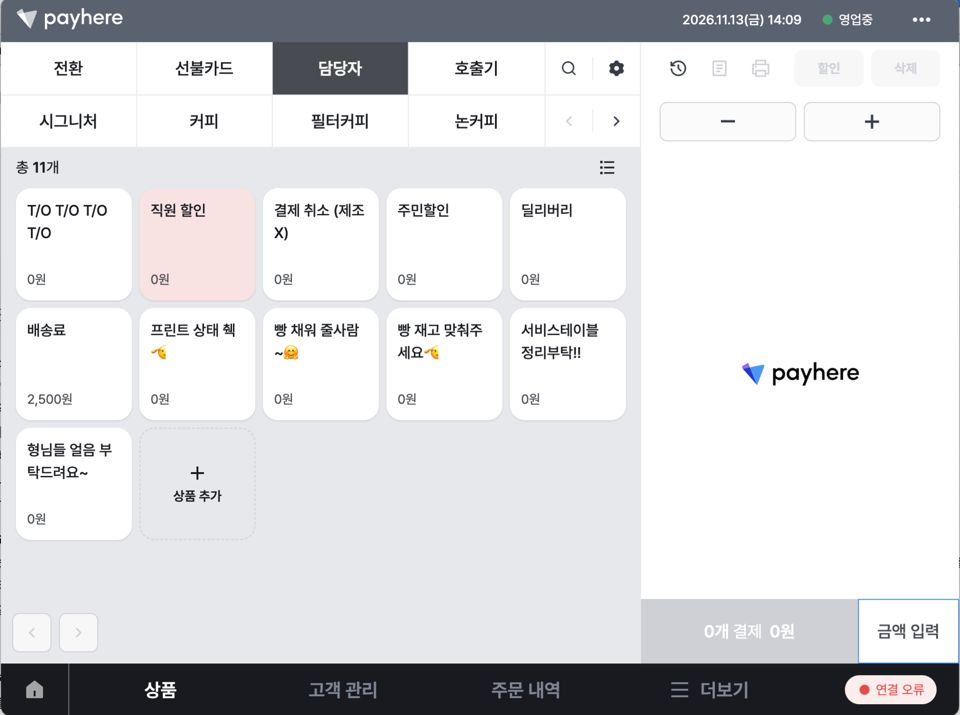 payhere
2026.11.13(금) 14:09
영업중
전환
선불카드
담당자
호출기
할인
삭제
시그니처
커피
필터커피
논커피
총 11개
T/O T/O T/O
T/O
0원
직원 할인
0원
결제 취소 (제조
X)
0원
주민할인
0원
딜리버리
0원
배송료
2,500원
프린트 상태 췍
🫡
0원
빵 채워 줄사람
~🤗
0원
빵 재고 맞춰주
세요🫡
0원
서비스테이블
정리부탁!!
0원
형님들 얼음 부
탁드려요~
0원
상품 추가
payhere
0개 결제 0원
금액 입력
상품
고객 관리
주문 내역
더보기
연결 오류